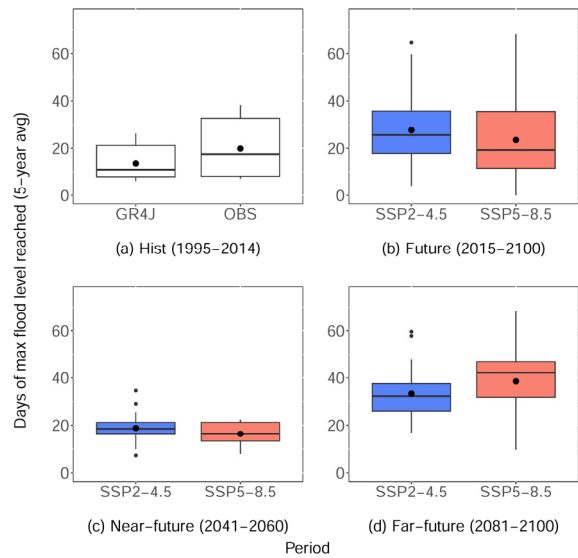 Days of max flood level reached (5-year avg)
60
40
20
0
GR4J OBS
(a) Hist (1995-2014)
60
40
20
0
SSP2-4.5 SSP5-8.5
(b) Future (2015-2100)
60
40
20
0
SSP2-4.5 SSP5-8.5
(c) Near-future (2041-2060)
60
40
20
0
SSP2-4.5 SSP5-8.5
(d) Far-future (2081-2100)
Period